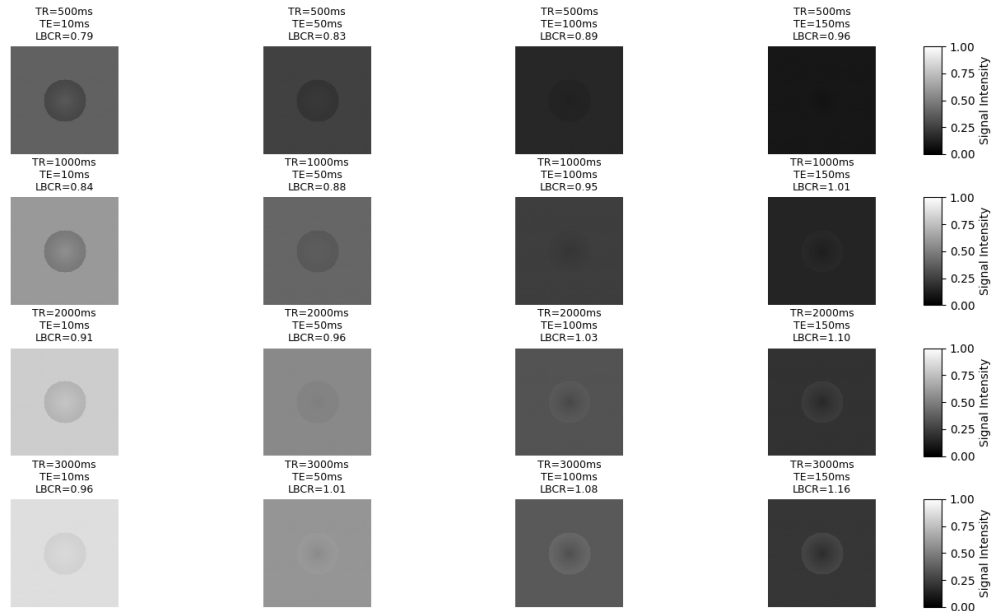 TR=500ms
TE=10ms
LBCR=0.79
TR=500ms
TE=50ms
LBCR=0.83
TR=500ms
TE=100ms
LBCR=0.89
TR=500ms
TE=150ms
LBCR=0.96
1.00
0.75
0.50
0.25
0.00
Signal Intensity
TR=1000ms
TE=10ms
LBCR=0.84
TR=1000ms
TE=50ms
LBCR=0.88
TR=1000ms
TE=100ms
LBCR=0.95
TR=1000ms
TE=150ms
LBCR=1.01
1.00
0.75
0.50
0.25
0.00
Signal Intensity
TR=2000ms
TE=10ms
LBCR=0.91
TR=2000ms
TE=50ms
LBCR=0.96
TR=2000ms
TE=100ms
LBCR=1.03
TR=2000ms
TE=150ms
LBCR=1.10
1.00
0.75
0.50
0.25
0.00
Signal Intensity
TR=3000ms
TE=10ms
LBCR=0.96
TR=3000ms
TE=50ms
LBCR=1.01
TR=3000ms
TE=100ms
LBCR=1.08
TR=3000ms
TE=150ms
LBCR=1.16
1.00
0.75
0.50
0.25
0.00
Signal Intensity